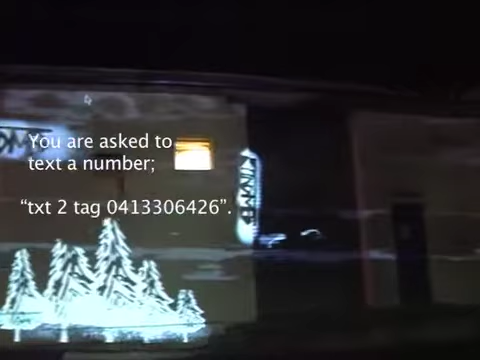 You are asked to
text a number;
“txt 2 tag 0413306426”.